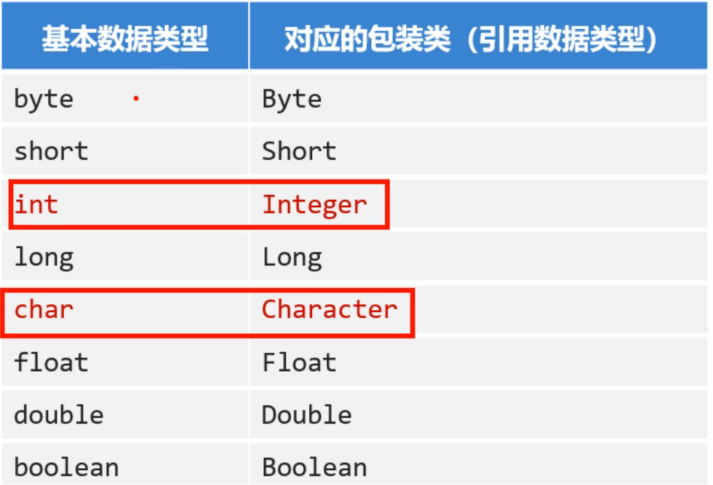 基本数据类型 对应的包装类（引用数据类型）
byte Byte
short Short
int Integer
long Long
char Character
float Float
double Double
boolean Boolean